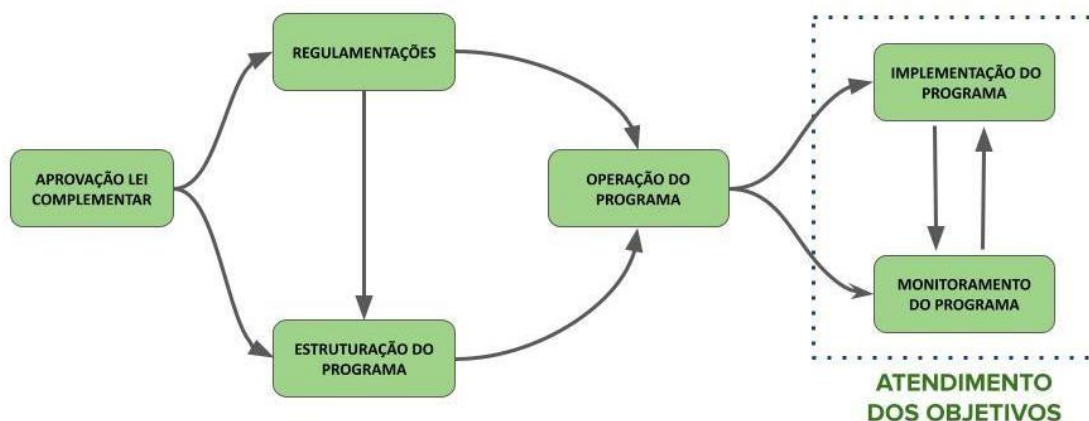 REGULAMENTAÇÕES
IMPLEMENTAÇÃO DO
PROGRAMA
APROVAÇÃO LEI
COMPLEMENTAR
OPERAÇÃO DO
PROGRAMA
MONITORAMENTO
DO PROGRAMA
ESTRUTURAÇÃO DO
PROGRAMA
ATENDIMENTO
DOS OBJETIVOS